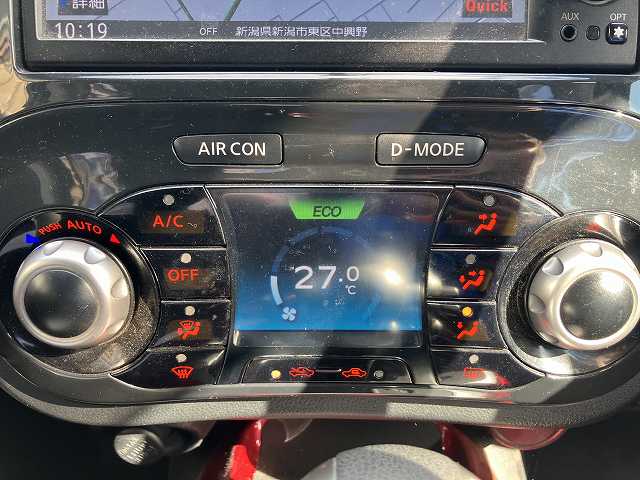 詳細
Quick
10:19 OFF 新潟県新潟市東区中興野
AUX OPT
AIR CON D-MODE
PUSH AUTO
A/C
OFF
ECO
27.0
℃